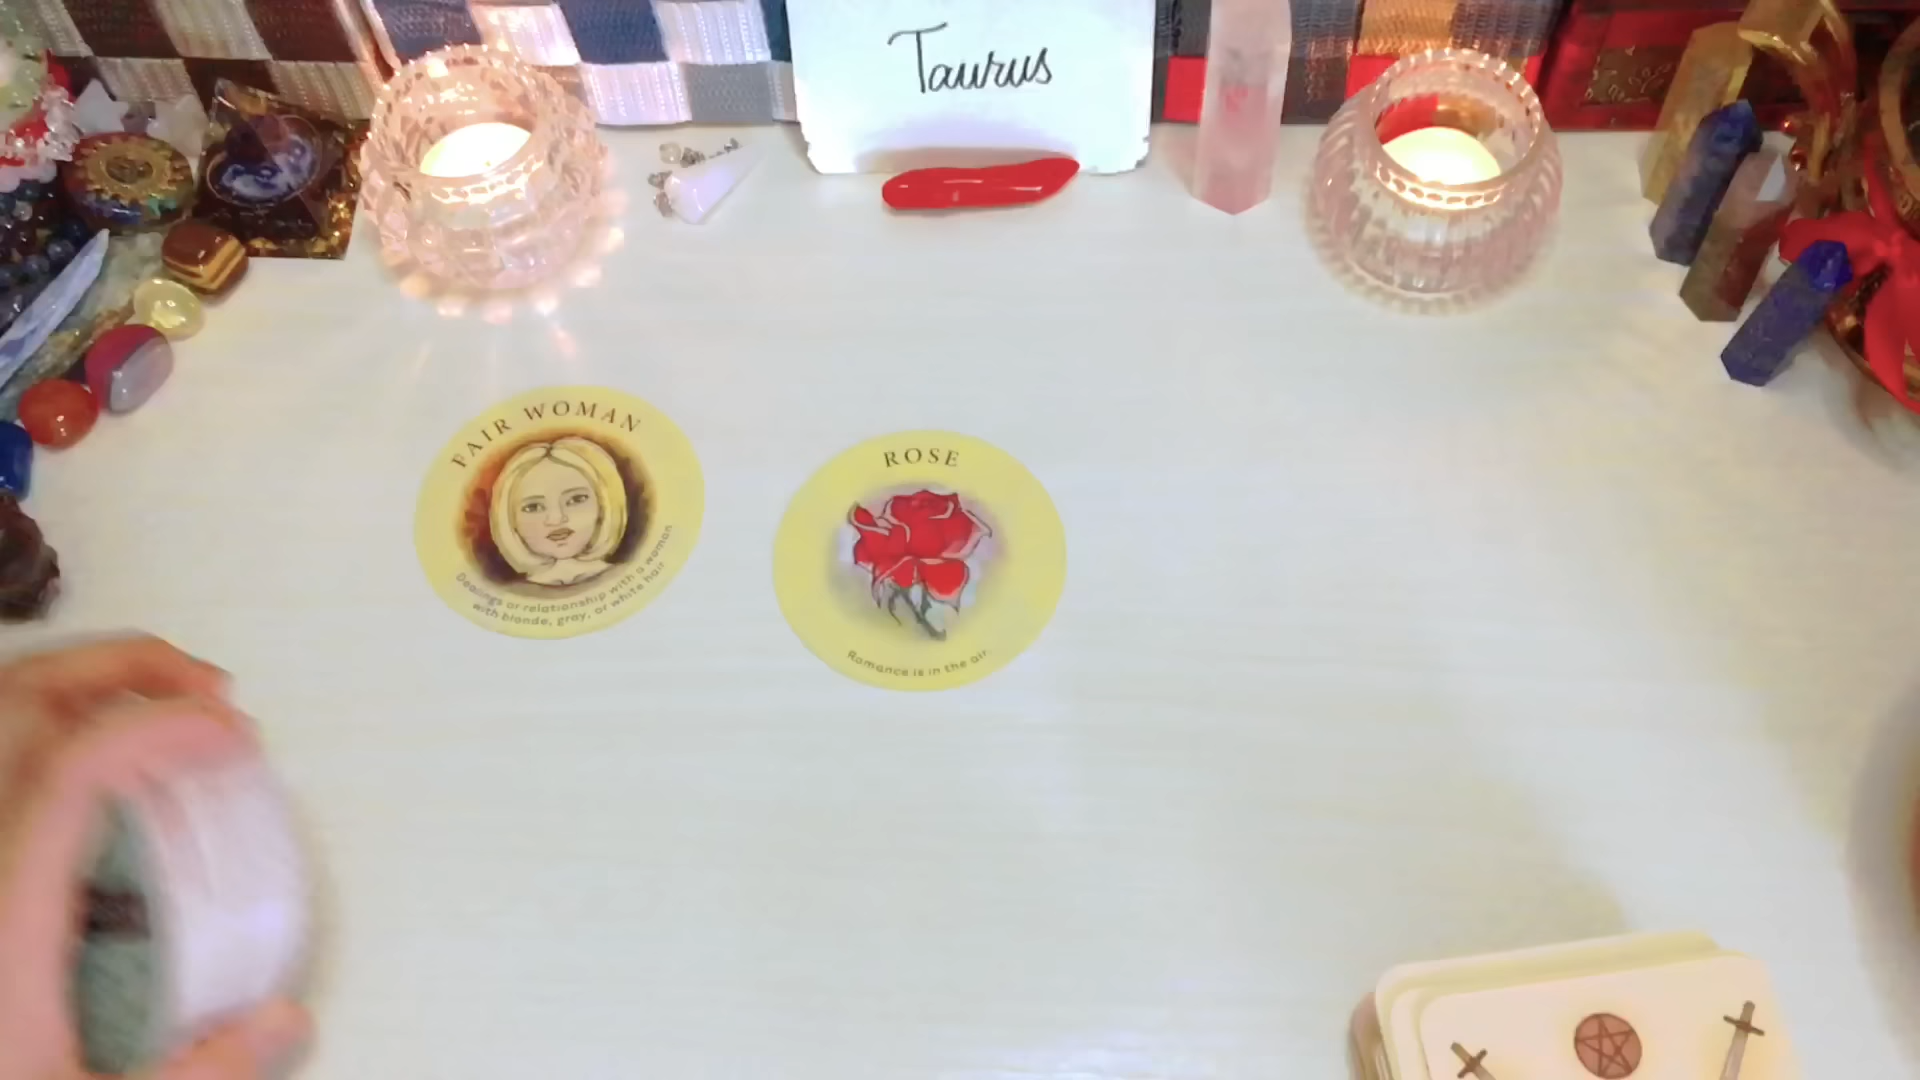 Taurus
FAIR WOMAN
Dealings or relationship with a woman
with blonde, gray, or white hair
ROSE
Romance is in the air.